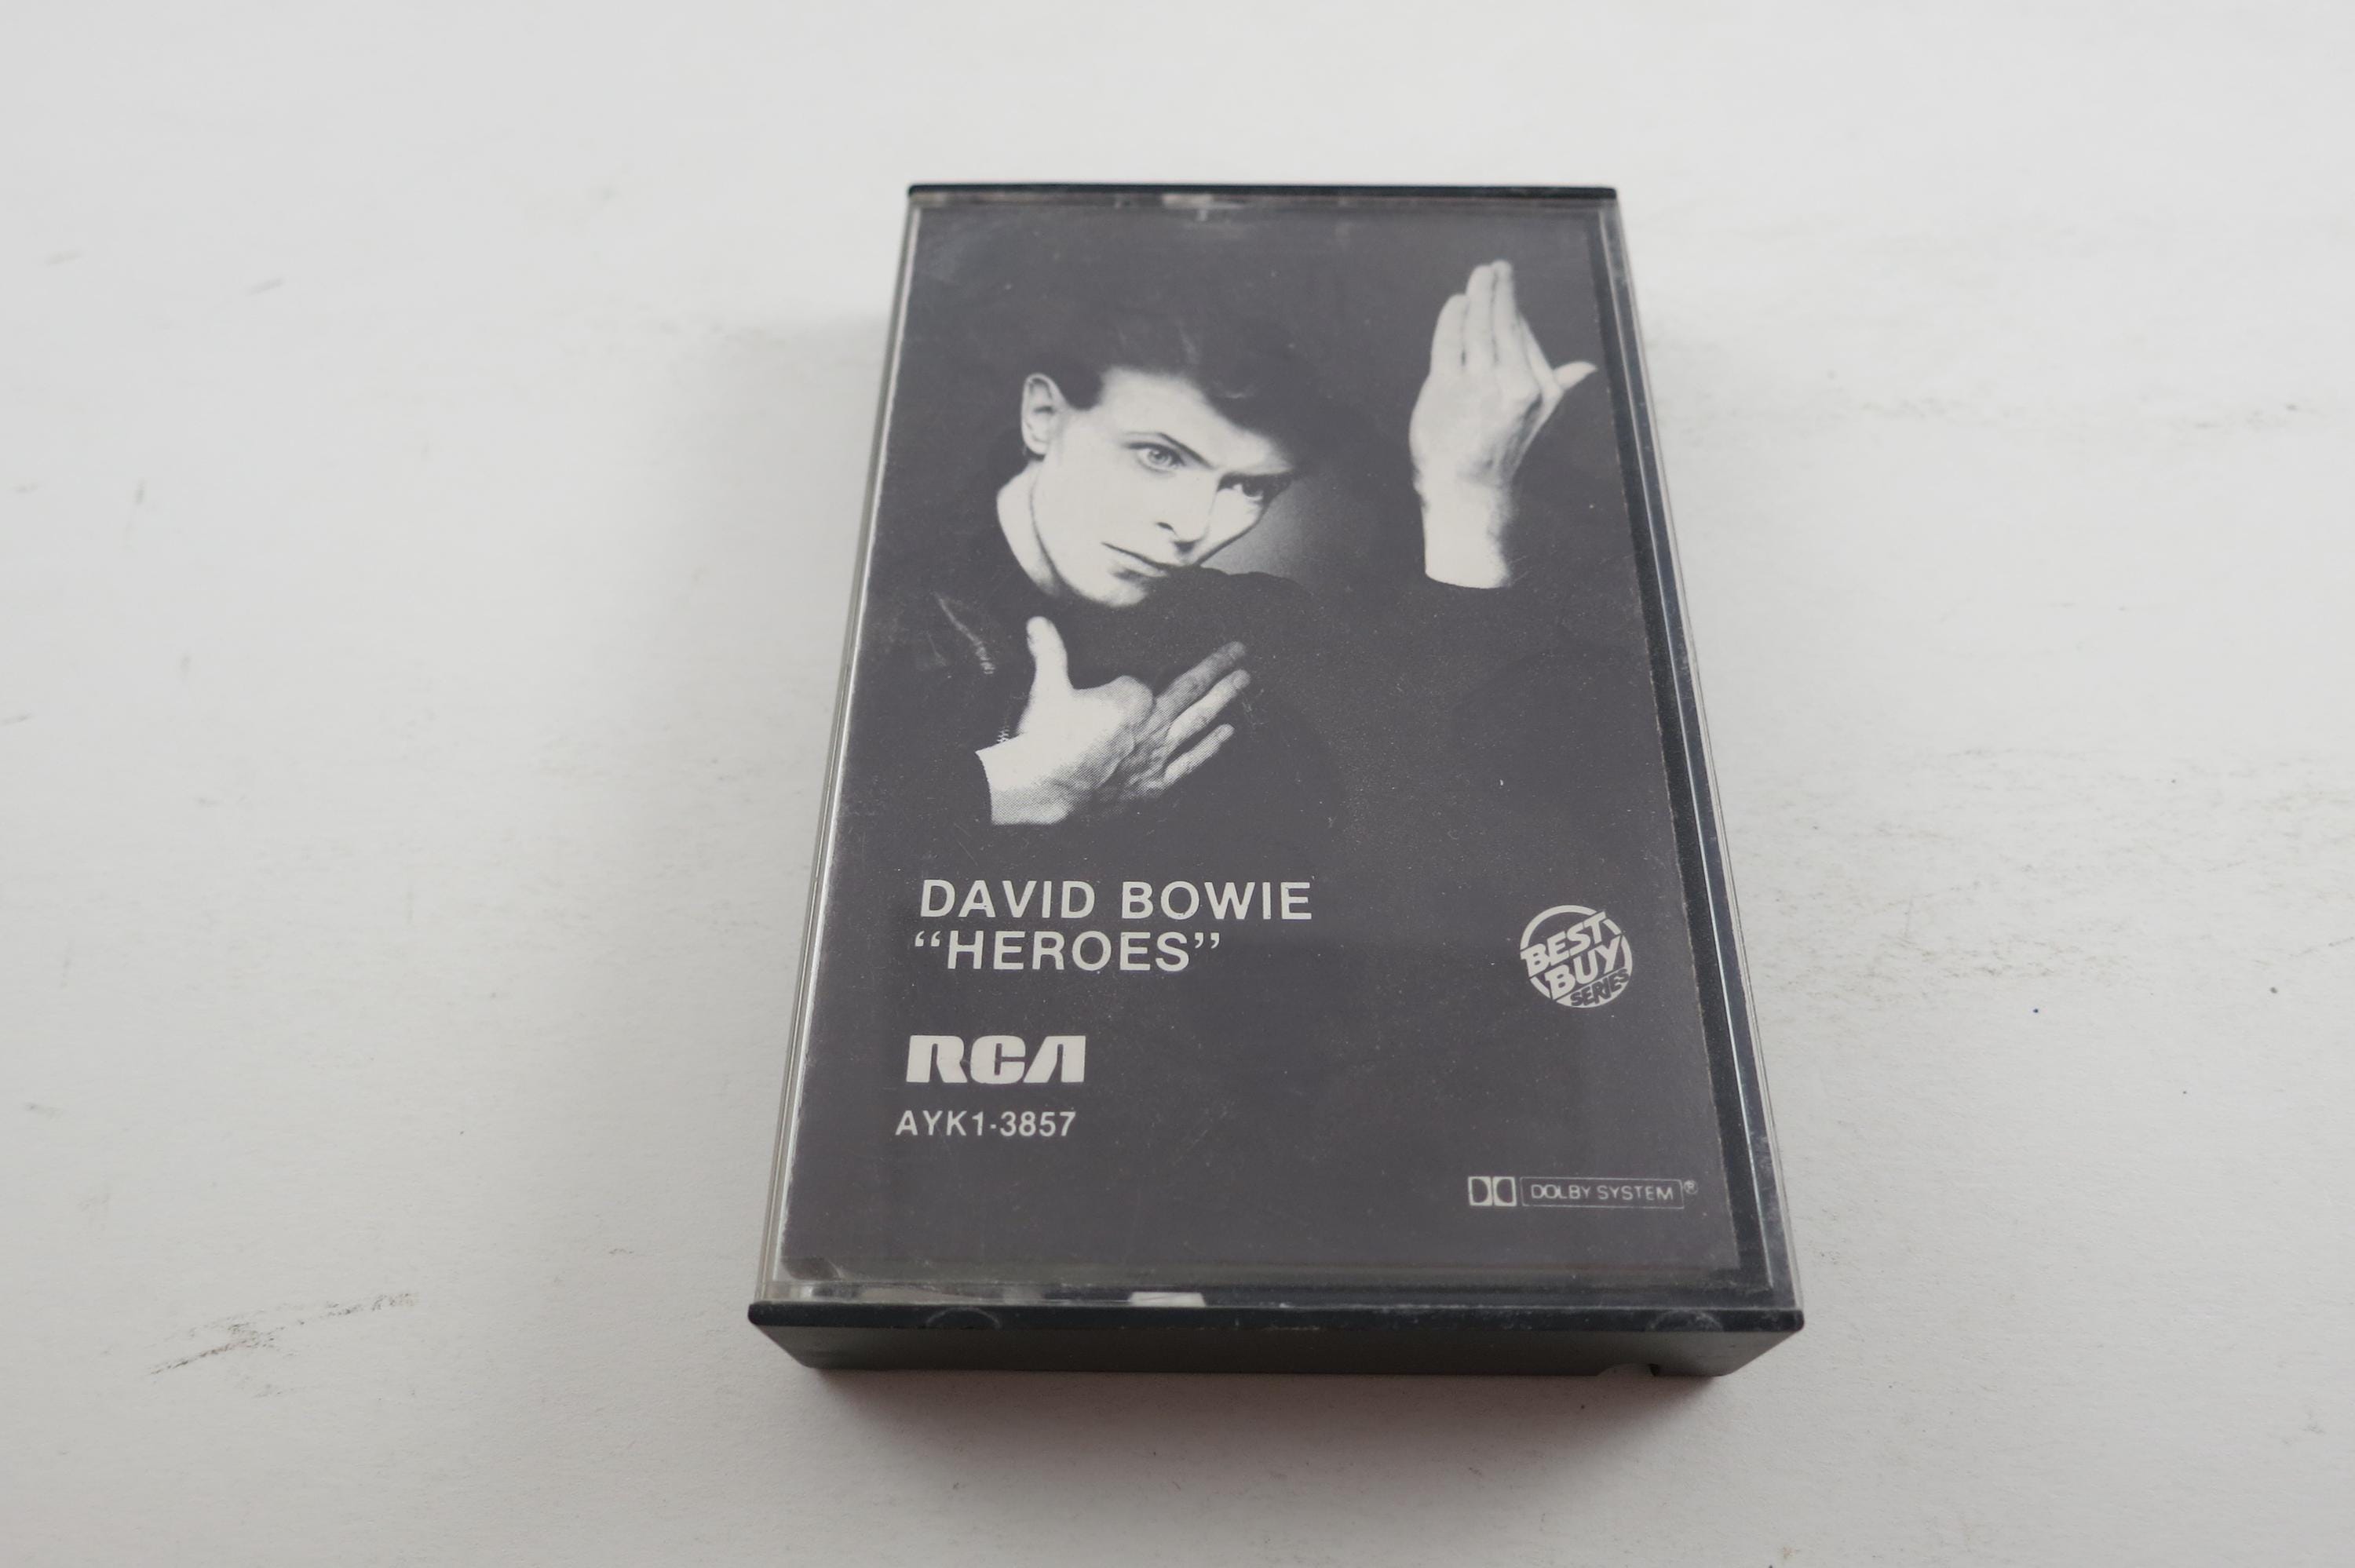 DAVID BOWIE
“HEROES”
BEST
BUY
SERIES
RCA
AYK1-3857
DOLBY SYSTEM®